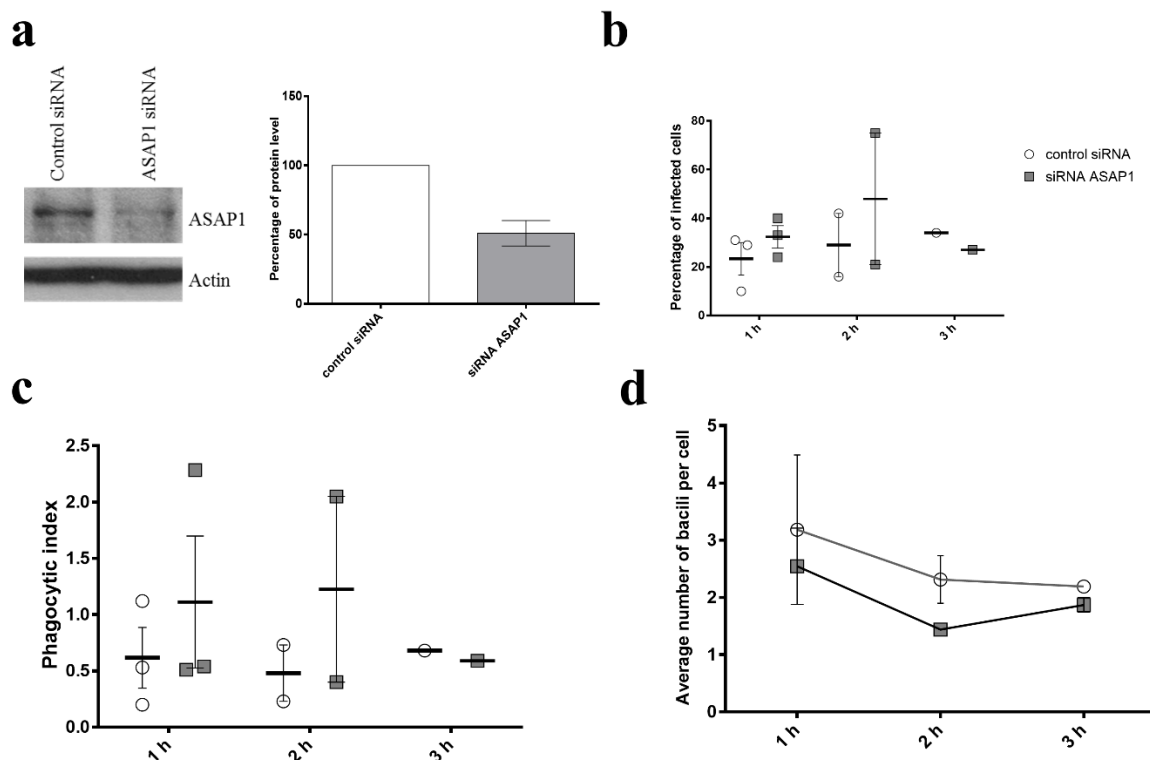 a
Control siRNA
ASAP1 siRNA
ASAP1
Actin
Percentage of protein level
150
100
50
0
control siRNA
siRNA ASAP1
b
Percentage of infected cells
80
60
40
20
0
1 h
2 h
3 h
control siRNA
siRNA ASAP1
c
Phagocytic index
2.5
2.0
1.5
1.0
0.5
0.0
1 h
2 h
3 h
d
Average number of bacili per cell
5
4
3
2
1
0
1 h
2 h
3 h